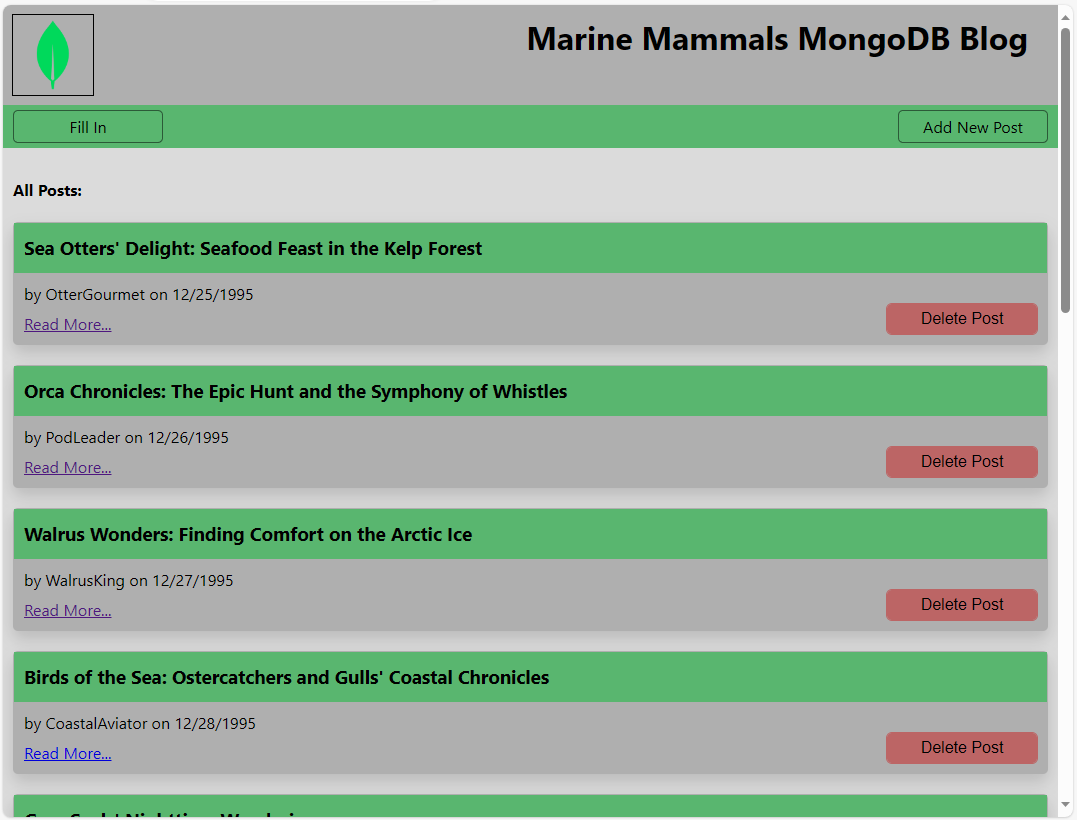 Marine Mammals MongoDB Blog
Fill In
Add New Post
All Posts:
Sea Otters' Delight: Seafood Feast in the Kelp Forest
by OtterGourmet on 12/25/1995
Read More...
Delete Post
Orca Chronicles: The Epic Hunt and the Symphony of Whistles
by PodLeader on 12/26/1995
Read More...
Delete Post
Walrus Wonders: Finding Comfort on the Arctic Ice
by WalrusKing on 12/27/1995
Read More...
Delete Post
Birds of the Sea: Ostercatchers and Gulls' Coastal Chronicles
by CoastalAviator on 12/28/1995
Read More...
Delete Post